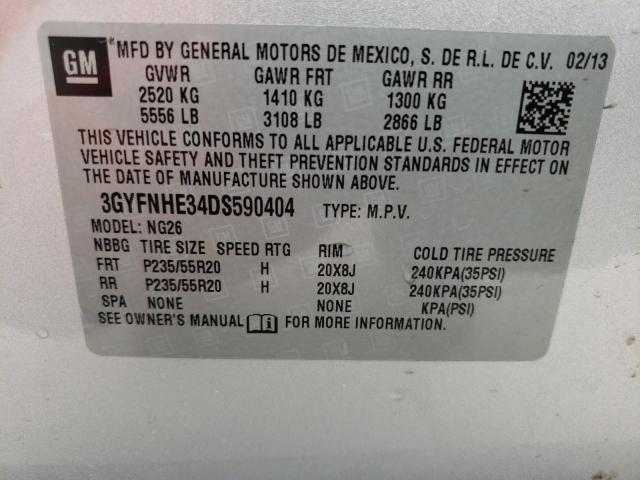 GM MFD BY GENERAL MOTORS DE MEXICO, S. DE R.L. DE C.V. 02/13
GVWR GAWR FRT GAWR RR
2520 KG 1410 KG 1300 KG
5556 LB 3108 LB 2866 LB
THIS VEHICLE CONFORMS TO ALL APPLICABLE U.S. FEDERAL MOTOR
VEHICLE SAFETY AND THEFT PREVENTION STANDARDS IN EFFECT ON
THE DATE OF MANUFACTURE SHOWN ABOVE.
3GYFNHE34DS590404 TYPE: M.P.V.
MODEL: NG26
NBBG TIRE SIZE SPEED RTG RIM COLD TIRE PRESSURE
FRT P235/55R20 H 20X8J 240KPA(35PSI)
RR P235/55R20 H 20X8J 240KPA(35PSI)
SPA NONE NONE KPA(PSI)
SEE OWNER'S MANUAL FOR MORE INFORMATION.